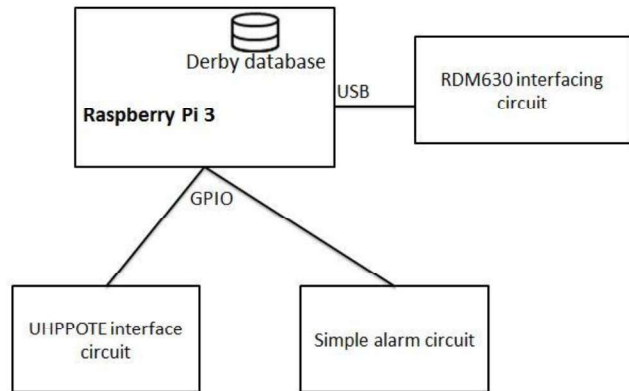 Derby database
Raspberry Pi 3
USB
RDM630 interfacing
circuit
GPIO
UHPPOTE interface
circuit
Simple alarm circuit